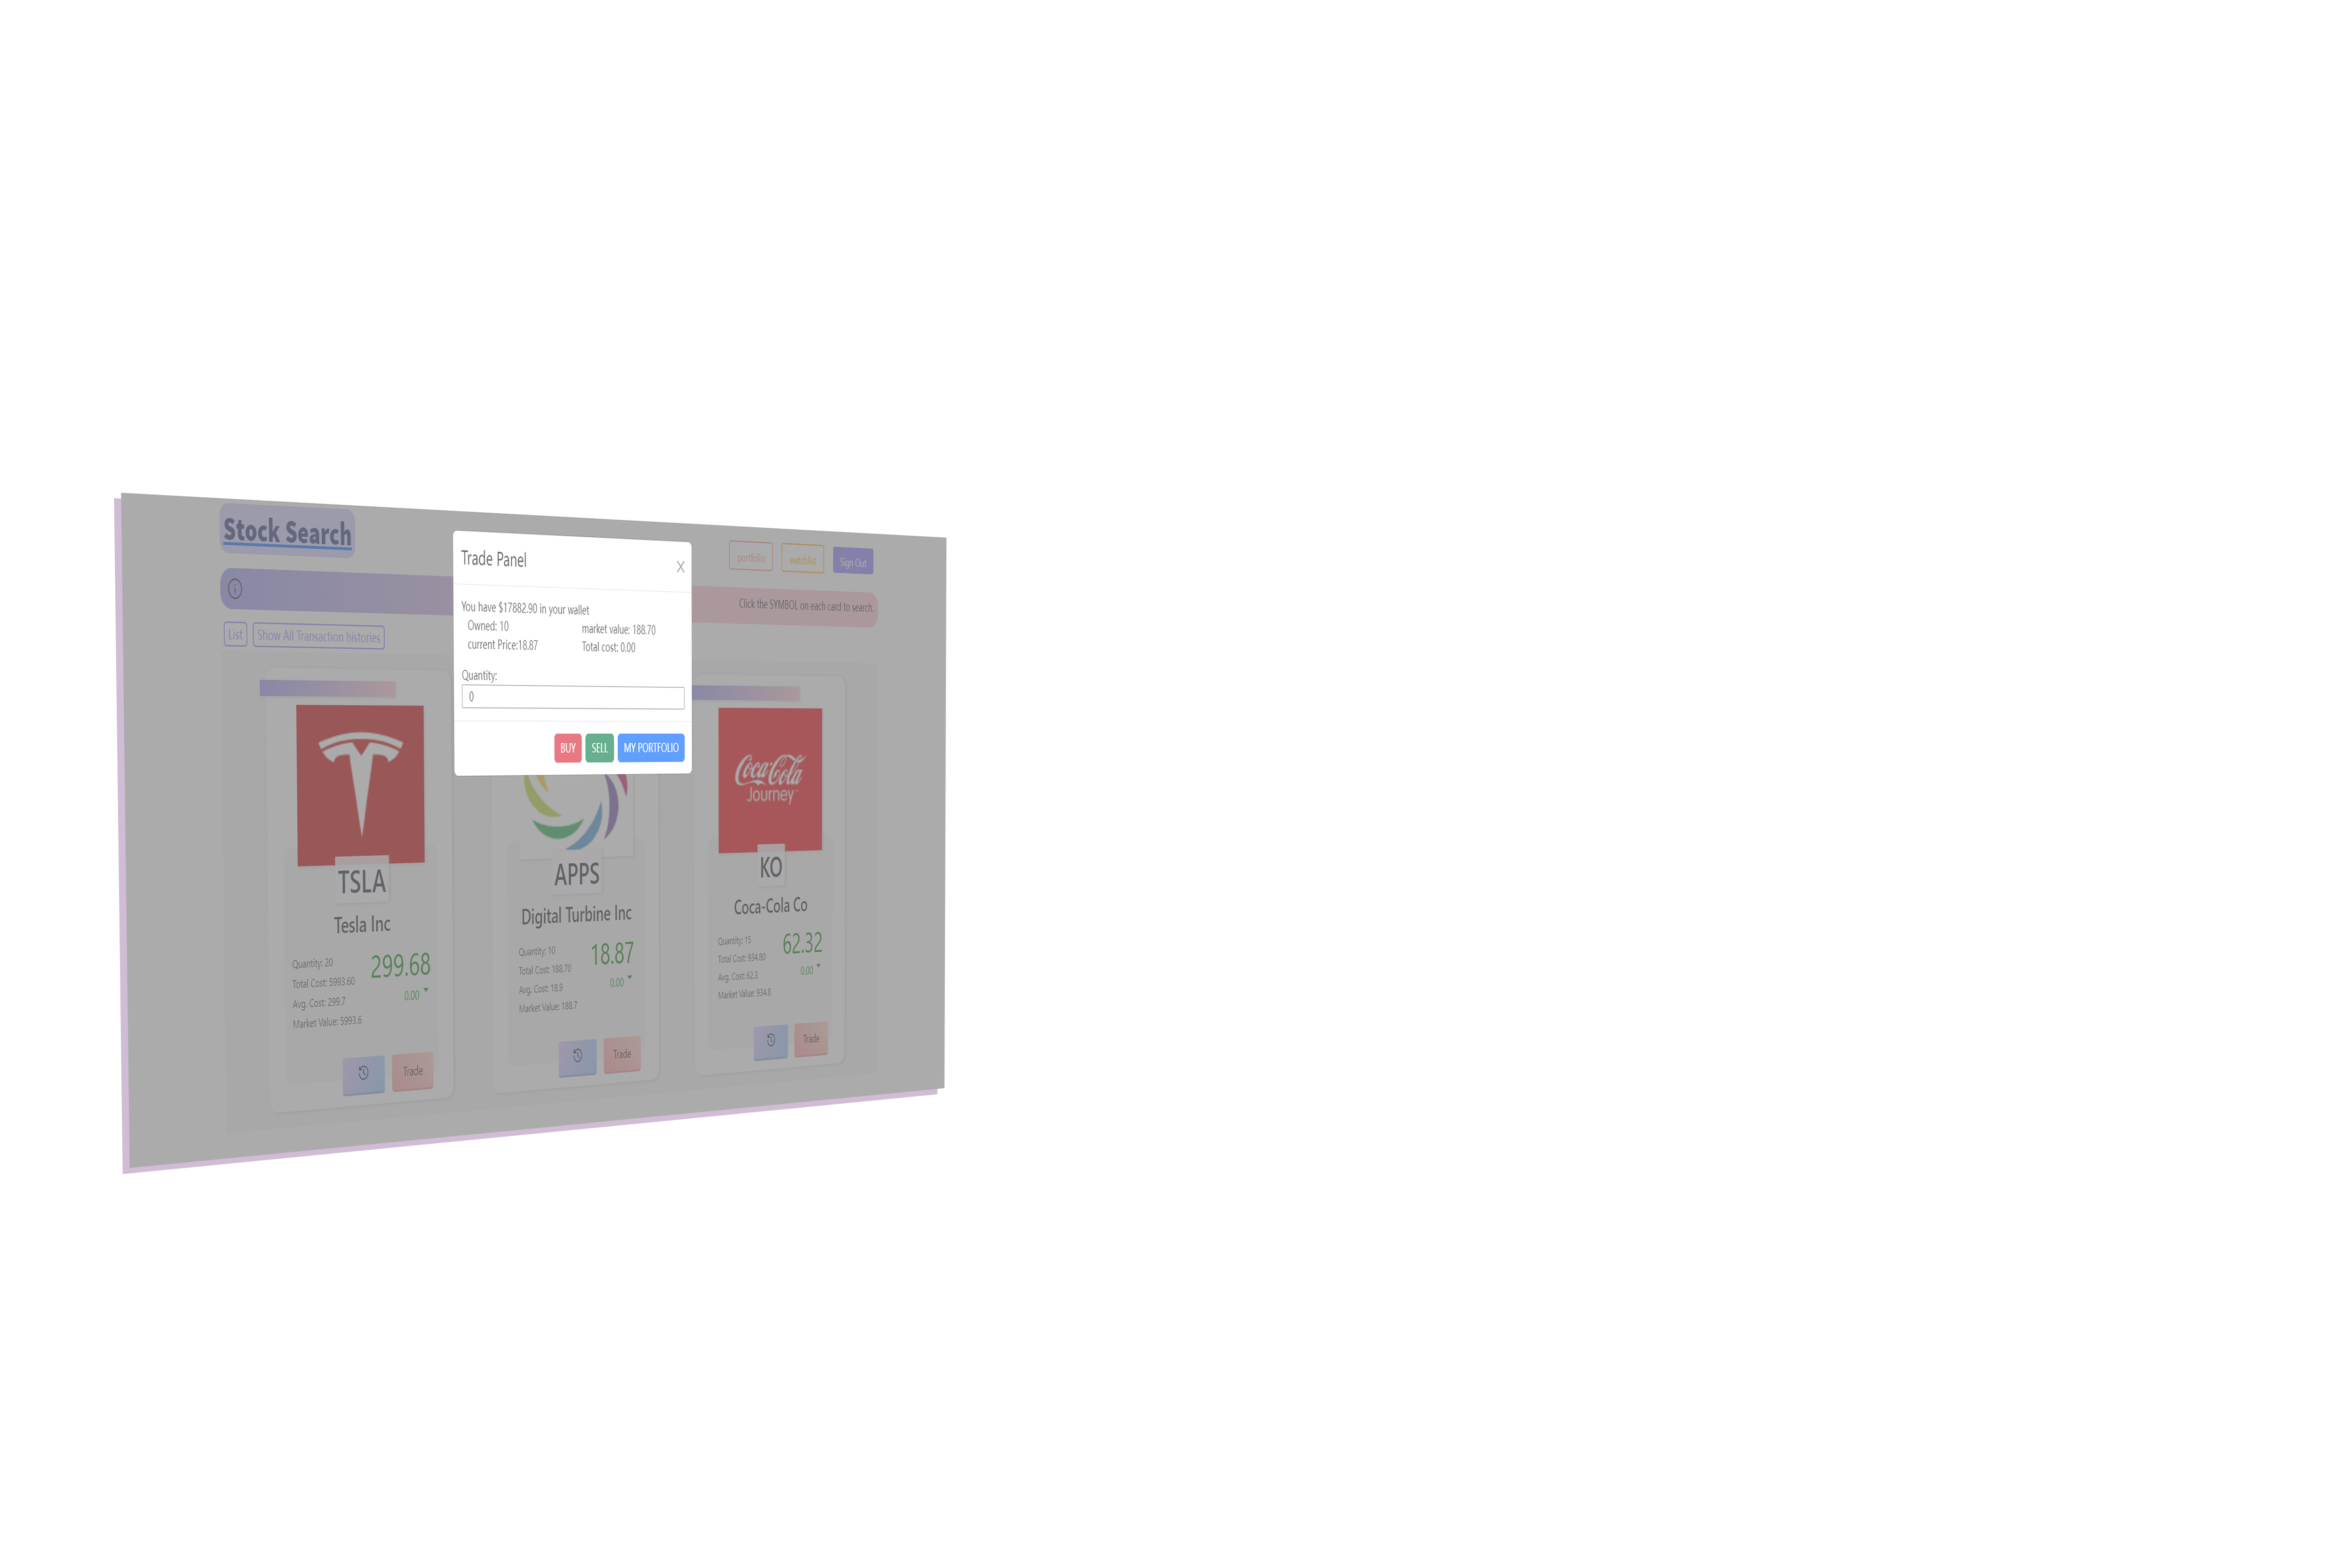 Stock Search
portfolio
watchlist
Sign Out
Click the SYMBOL on each card to search.
List
Show All Transaction histories
Trade Panel
You have $17882.90 in your wallet
Owned: 10
market value: 188.70
current Price:18.87
Total cost: 0.00
Quantity:
0
BUY
SELL
MY PORTFOLIO
TSLA
Tesla Inc
Quantity: 20
299.68
Total Cost: 5993.60
Avg. Cost: 299.7
0.00
Market Value: 5993.6
Trade
APPS
Digital Turbine Inc
Quantity: 10
18.87
Total Cost: 188.70
Avg. Cost: 18.9
0.00
Market Value: 188.7
Trade
Coca-Cola
Journey
KO
Coca-Cola Co
Quantity: 15
62.32
Total Cost: 934.80
Avg. Cost: 62.3
0.00
Market Value: 934.8
Trade